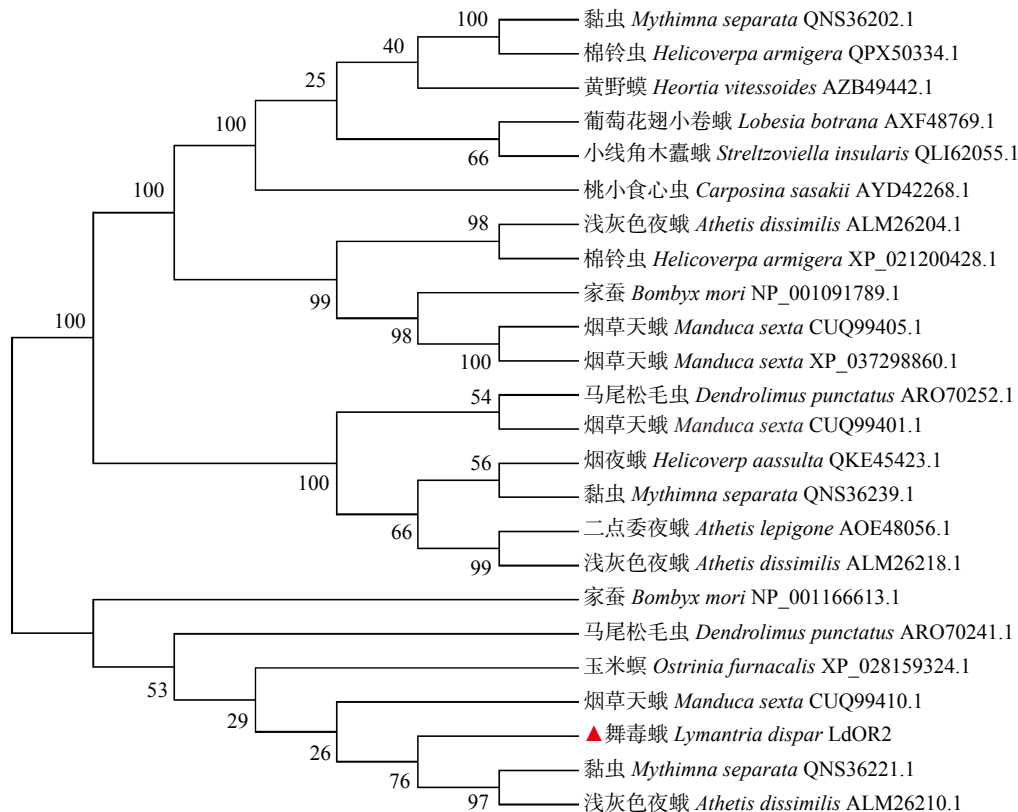 黏虫 Mythimna separata QNS36202.1
棉铃虫 Helicoverpa armigera QPX50334.1
黄野螟 Heortia vitessoides AZB49442.1
葡萄花翅小卷蛾 Lobesia botrana AXF48769.1
小线角木蠹蛾 Streltzoviella insularis QLI62055.1
桃小食心虫 Carposina sasakii AYD42268.1
浅灰色夜蛾 Athetis dissimilis ALM26204.1
棉铃虫 Helicoverpa armigera XP_021200428.1
家蚕 Bombyx mori NP_001091789.1
烟草天蛾 Manduca sexta CUQ99405.1
烟草天蛾 Manduca sexta XP_037298860.1
马尾松毛虫 Dendrolimus punctatus ARO70252.1
烟草天蛾 Manduca sexta CUQ99401.1
烟夜蛾 Helicoverp aassulta QKE45423.1
黏虫 Mythimna separata QNS36239.1
二点委夜蛾 Athetis lepigone AOE48056.1
浅灰色夜蛾 Athetis dissimilis ALM26218.1
家蚕 Bombyx mori NP_001166613.1
马尾松毛虫 Dendrolimus punctatus ARO70241.1
玉米螟 Ostrinia furnacalis XP_028159324.1
烟草天蛾 Manduca sexta CUQ99410.1
▲舞毒蛾 Lymantria dispar LdOR2
黏虫 Mythimna separata QNS36221.1
浅灰色夜蛾 Athetis dissimilis ALM26210.1
100
40
25
100
66
100
98
99
98
100
100
54
100
56
66
99
53
29
26
76
97